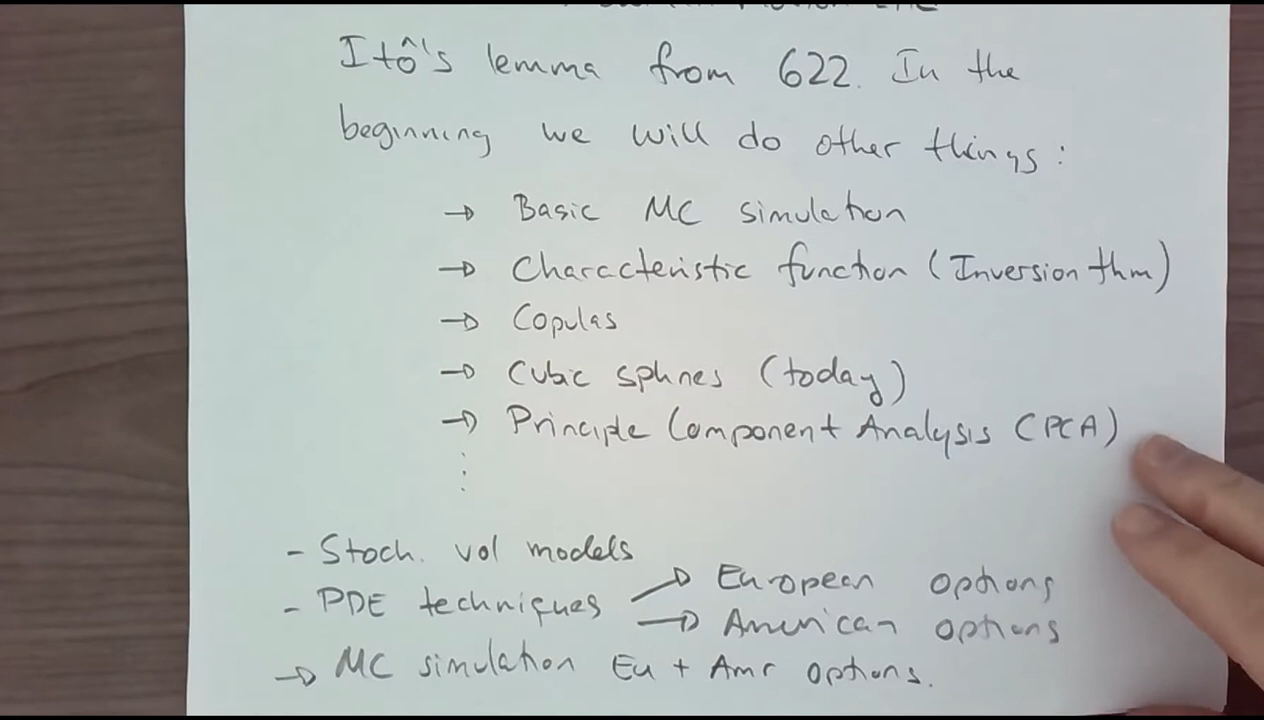 Itô's lemma from 622. In the
beginning we will do other things:
→ Basic MC simulation
→ Characteristic function (Inversion thm)
→ Copulas
→ Cubic splines (today)
→ Principle Component Analysis (PCA)
⋮
- Stoch. vol models
- PDE techniques → European options
→ American options
→ MC simulation Eu + Amr options.